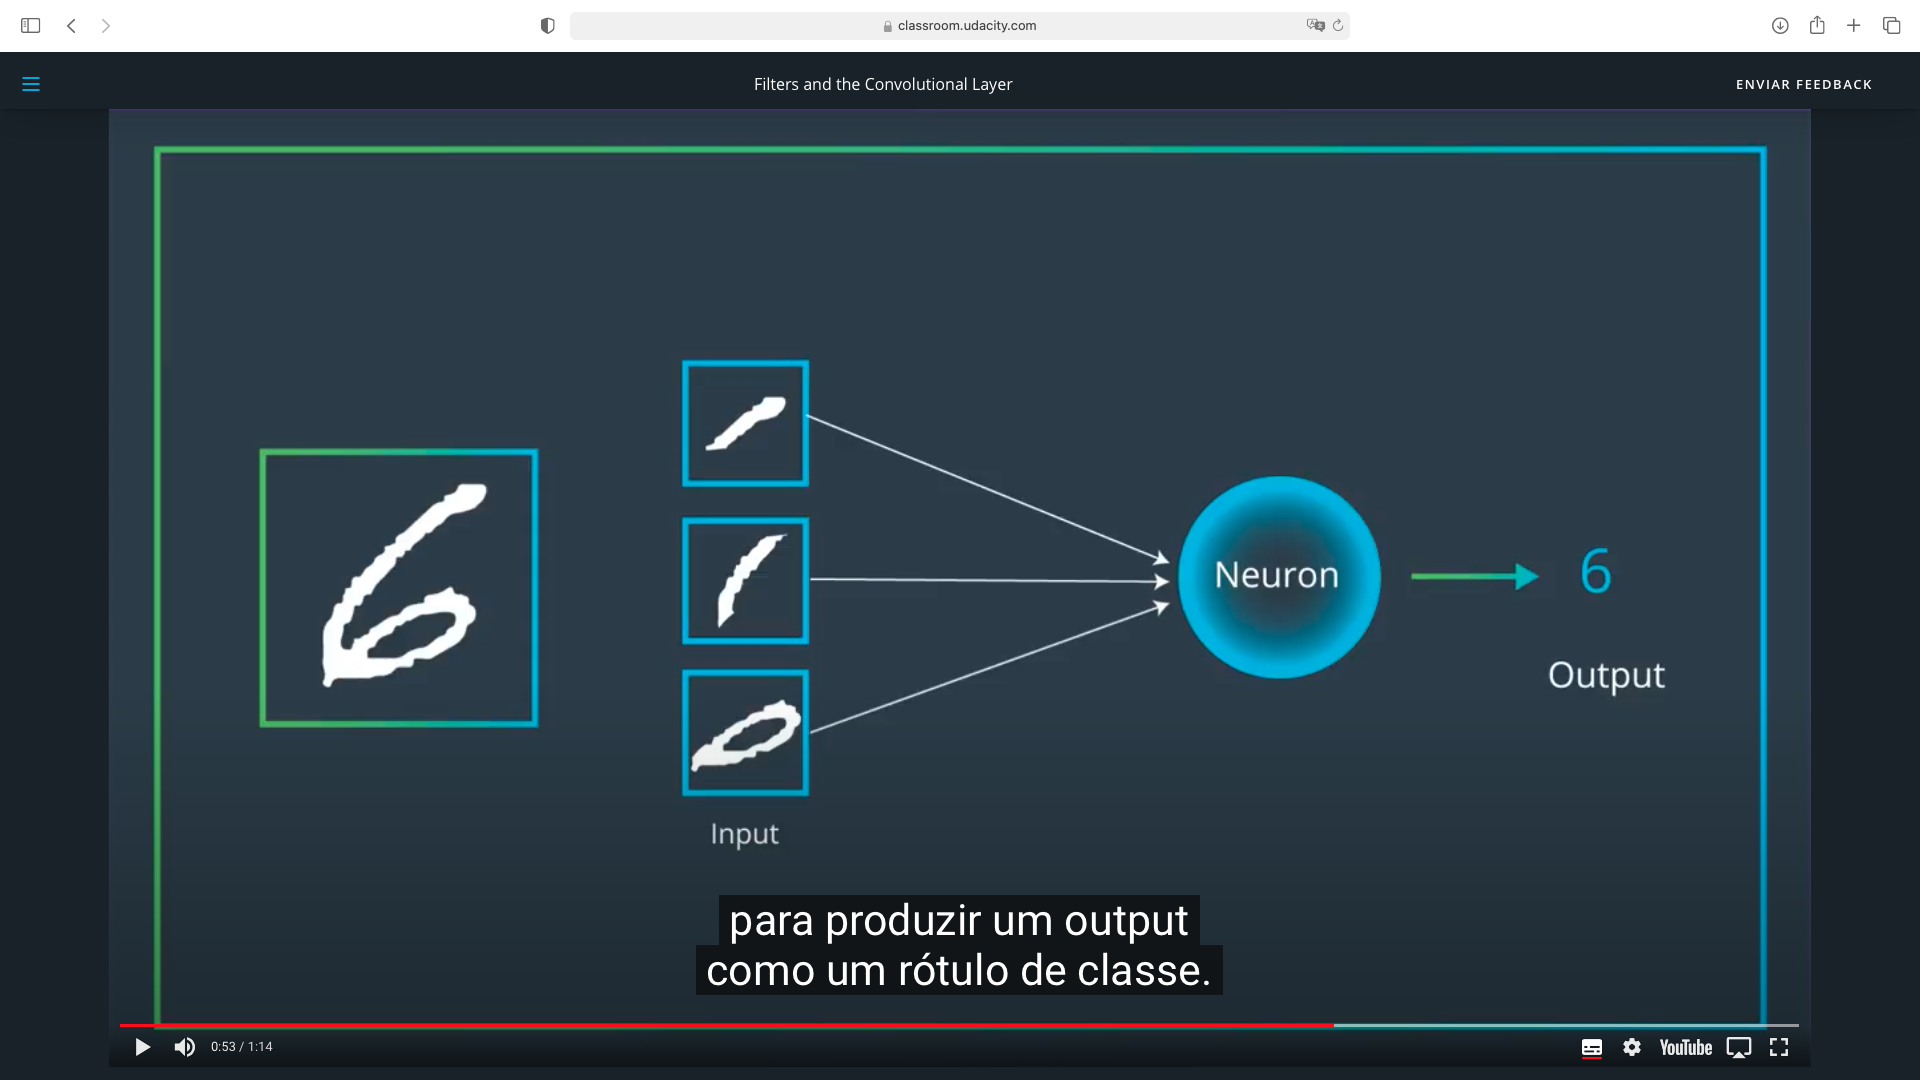 classroom.udacity.com
Filters and the Convolutional Layer
ENVIAR FEEDBACK
6
Neuron
6
Output
Input
para produzir um output
como um rótulo de classe.
0:53 / 1:14
YouTube